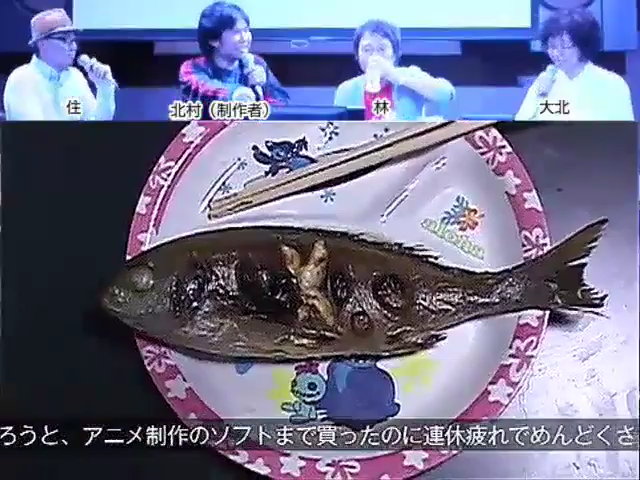 住
北村（制作者）
林
大北
aloha
ろうと、アニメ制作のソフトまで買ったのに連休疲れでめんどくさ